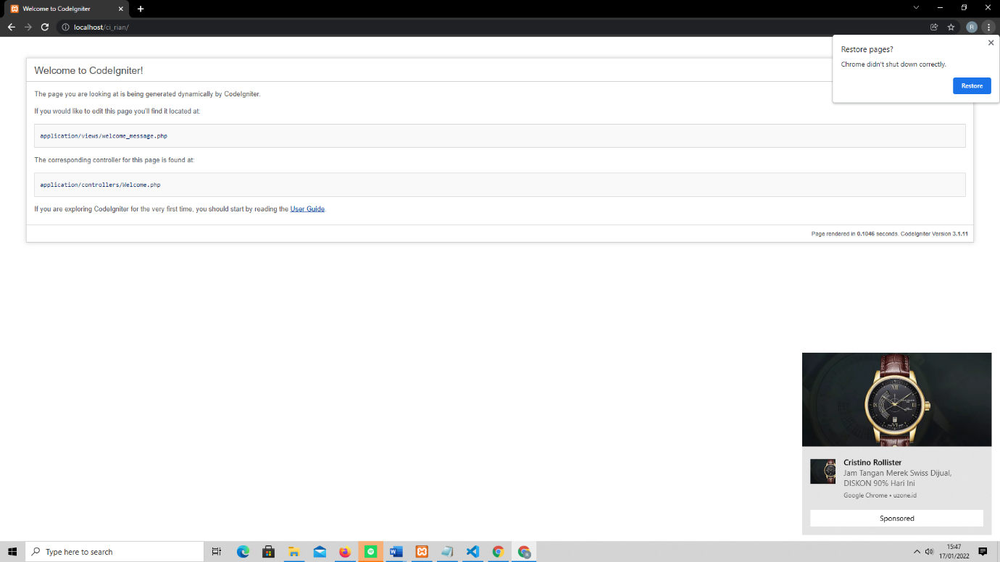 Welcome to CodeIgniter
localhost/ci_rian/
R
Restore pages?
Chrome didn't shut down correctly.
Restore
Welcome to CodeIgniter!
The page you are looking at is being generated dynamically by CodeIgniter.
If you would like to edit this page you'll find it located at:
application/views/welcome_message.php
The corresponding controller for this page is found at:
application/controllers/Welcome.php
If you are exploring CodeIgniter for the very first time, you should start by reading the User Guide.
Page rendered in 0.1046 seconds. CodeIgniter Version 3.1.11
Cristino Rollister
Jam Tangan Merek Swiss Dijual,
DISKON 90% Hari Ini
Google Chrome • uzone.id
Sponsored
Type here to search
15:47
17/01/2022